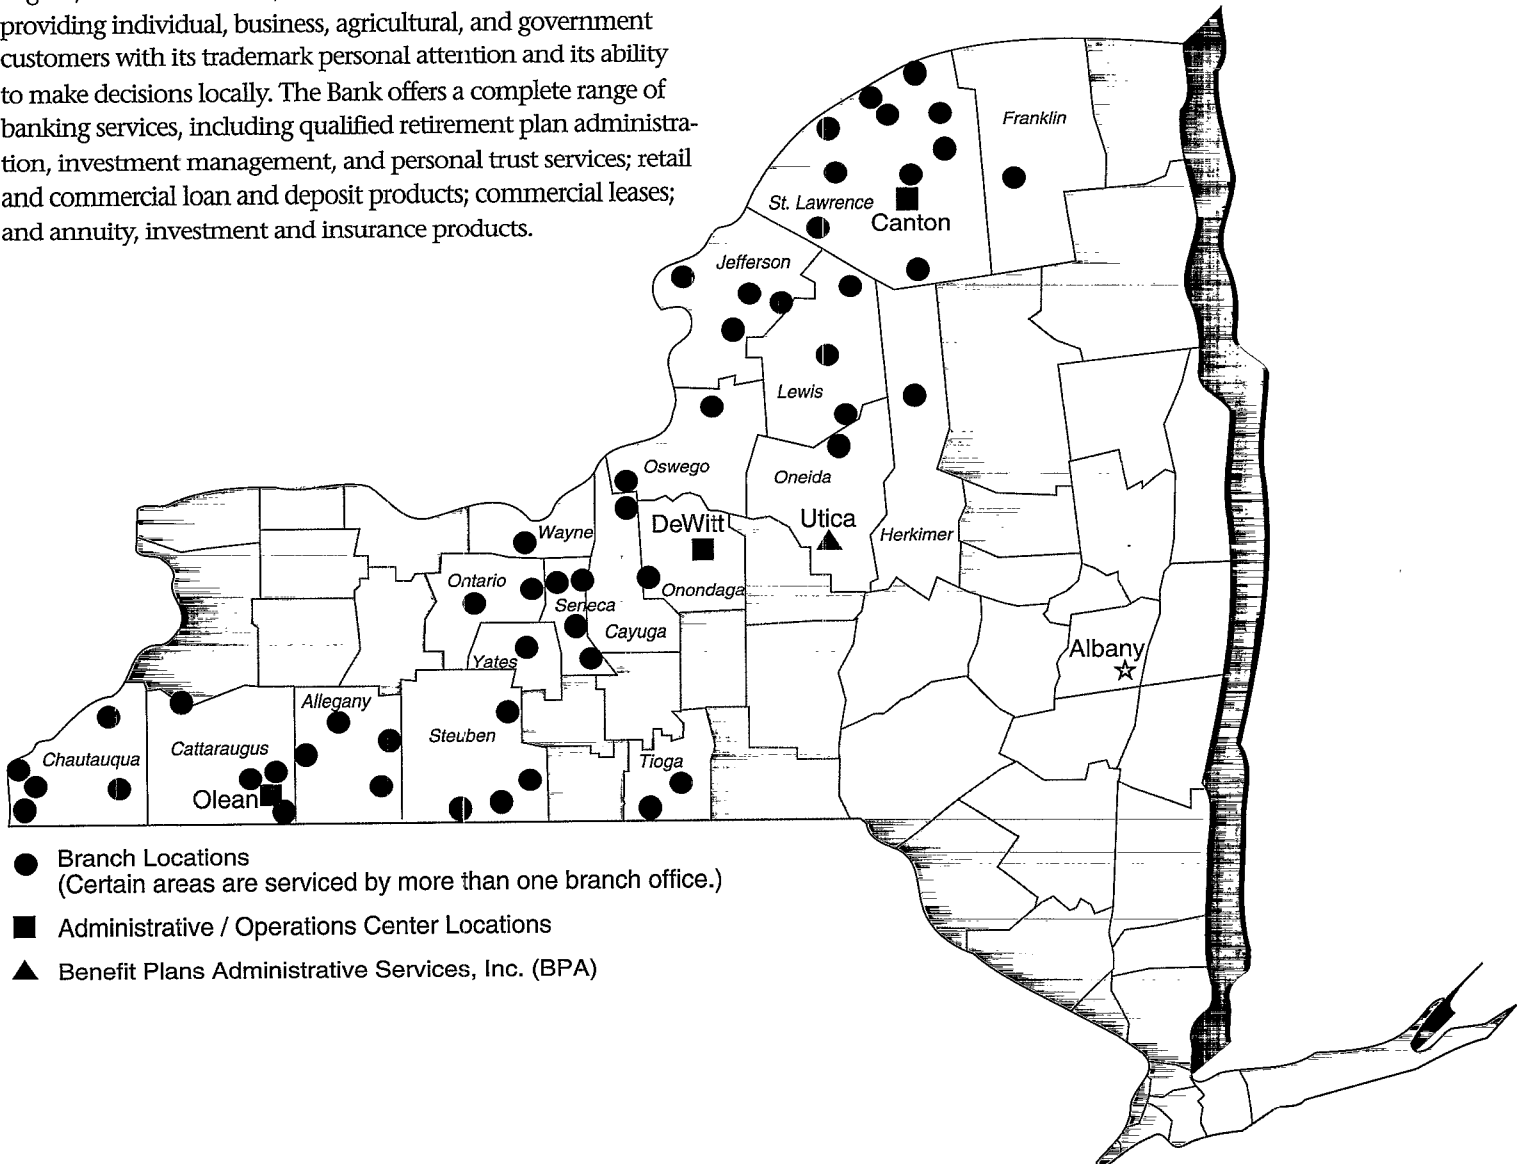 providing individual, business, agricultural, and government
customers with its trademark personal attention and its ability
to make decisions locally. The Bank offers a complete range of
banking services, including qualified retirement plan administra-
tion, investment management, and personal trust services; retail
and commercial loan and deposit products; commercial leases;
and annuity, investment and insurance products.
Franklin
St. Lawrence
Canton
Jefferson
Lewis
Oswego
Oneida
DeWitt
Utica
Wayne
Herkimer
Ontario
Onondaga
Seneca
Cayuga
Yates
Albany
Allegany
Steuben
Cattaraugus
Chautauqua
Tioga
Olean
Branch Locations
(Certain areas are serviced by more than one branch office.)
Administrative / Operations Center Locations
Benefit Plans Administrative Services, Inc. (BPA)